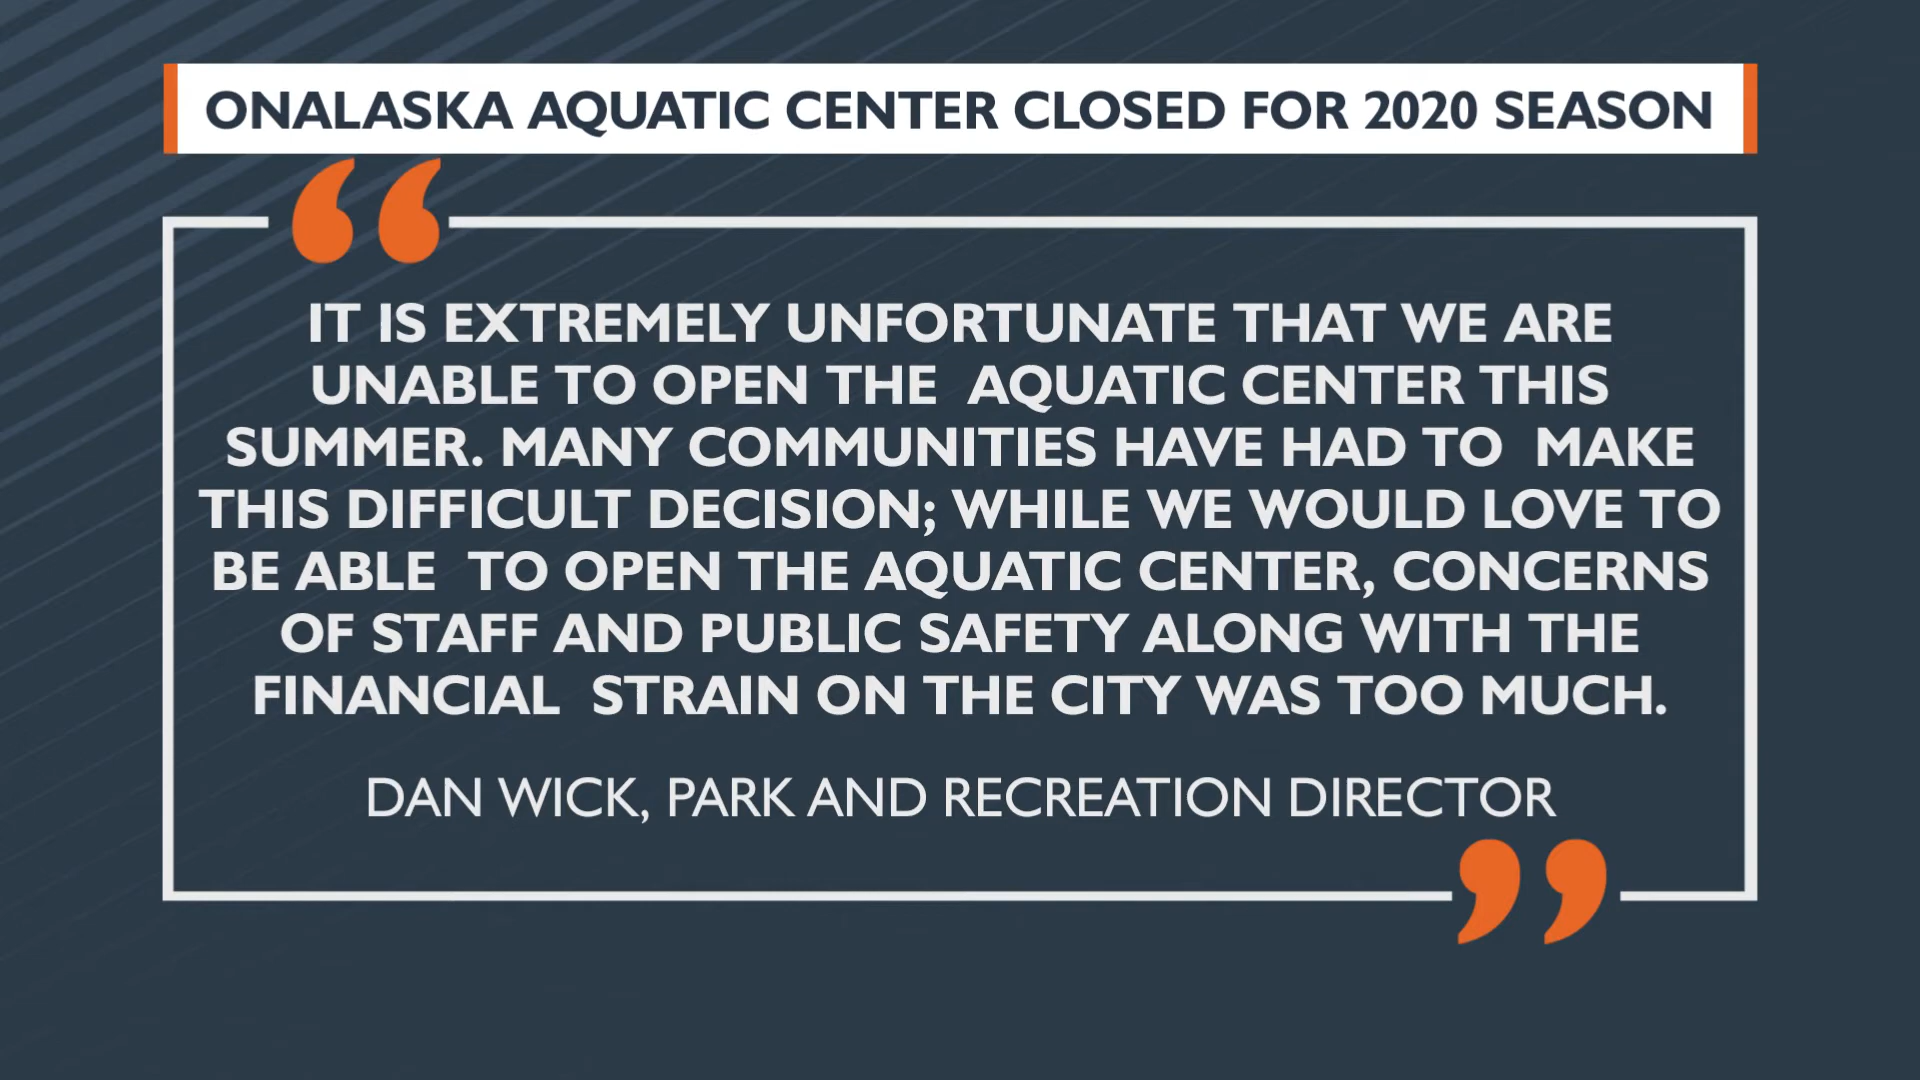 ONALASKA AQUATIC CENTER CLOSED FOR 2020 SEASON
“
IT IS EXTREMELY UNFORTUNATE THAT WE ARE
UNABLE TO OPEN THE  AQUATIC CENTER THIS
SUMMER. MANY COMMUNITIES HAVE HAD TO  MAKE
THIS DIFFICULT DECISION; WHILE WE WOULD LOVE TO
BE ABLE  TO OPEN THE AQUATIC CENTER, CONCERNS
OF STAFF AND PUBLIC SAFETY ALONG WITH THE
FINANCIAL  STRAIN ON THE CITY WAS TOO MUCH.
DAN WICK, PARK AND RECREATION DIRECTOR
”